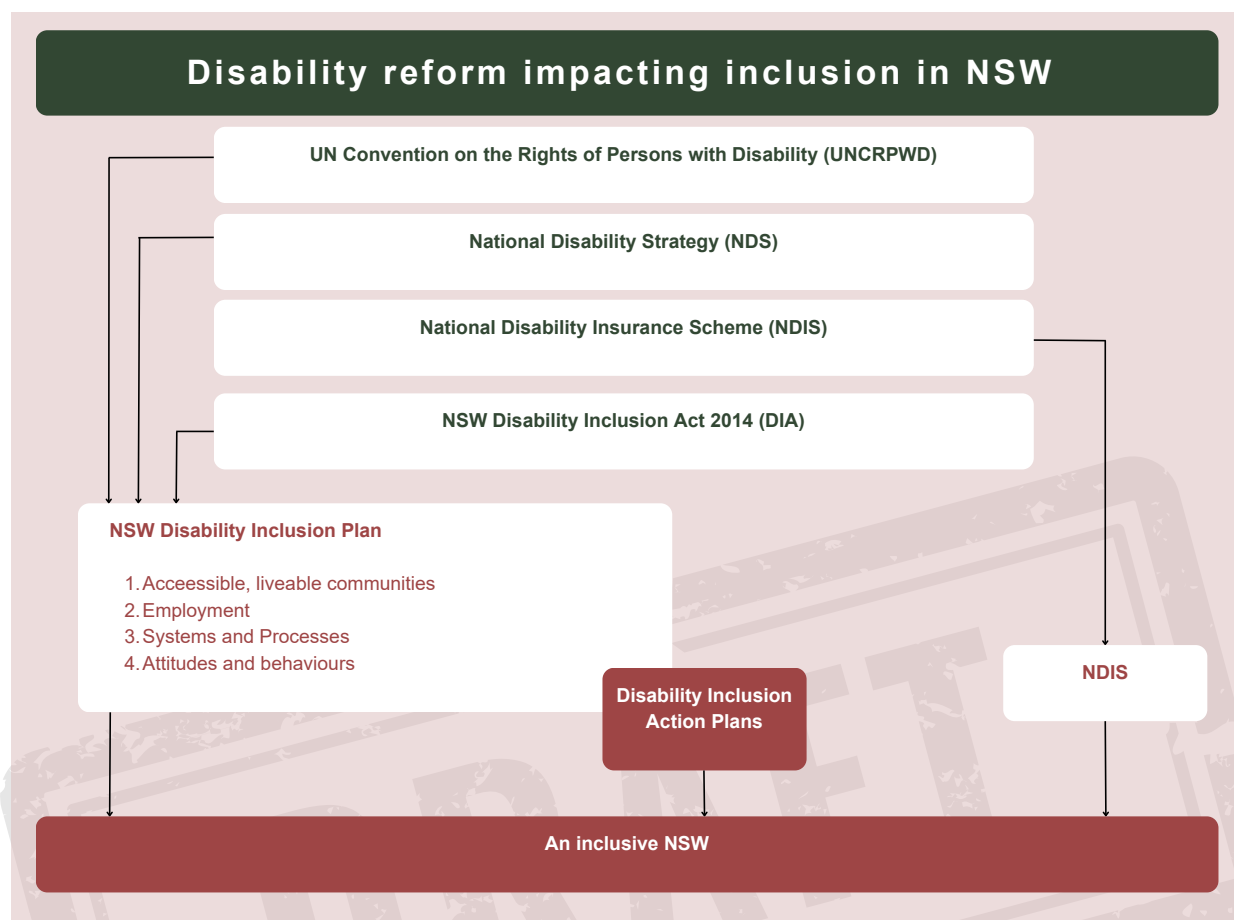 Disability reform impacting inclusion in NSW
UN Convention on the Rights of Persons with Disability (UNCRPWD)
National Disability Strategy (NDS)
National Disability Insurance Scheme (NDIS)
NSW Disability Inclusion Act 2014 (DIA)
NSW Disability Inclusion Plan
1. Acceessible, liveable communities
2. Employment
3. Systems and Processes
4. Attitudes and behaviours
Disability Inclusion
Action Plans
NDIS
An inclusive NSW
DRAFT